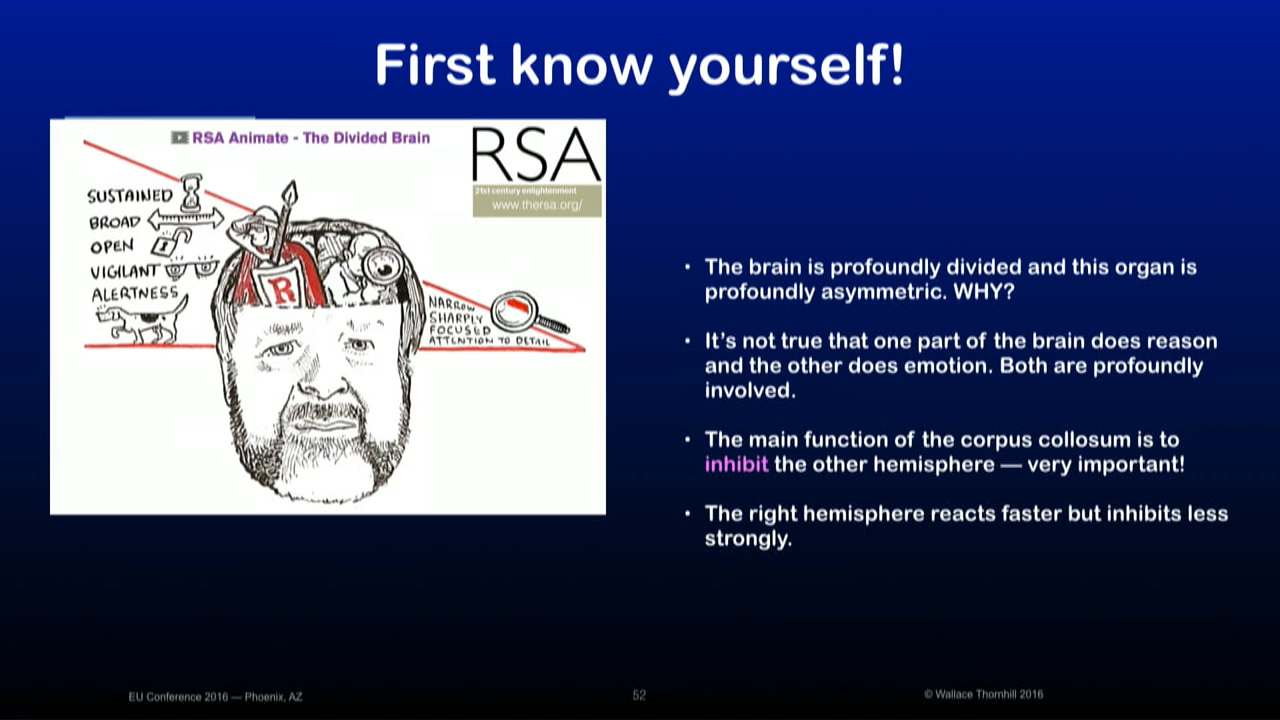 First know yourself!
RSA Animate - The Divided Brain
RSA
21st century enlightenment
www.thersa.org/
SUSTAINED
BROAD
OPEN
VIGILANT
ALERTNESS
R
NARROW
SHARPLY
FOCUSED
ATTENTION TO DETAIL
• The brain is profoundly divided and this organ is
profoundly asymmetric. WHY?
• It's not true that one part of the brain does reason
and the other does emotion. Both are profoundly
involved.
• The main function of the corpus collosum is to
inhibit the other hemisphere — very important!
• The right hemisphere reacts faster but inhibits less
strongly.
EU Conference 2016 — Phoenix, AZ
52
© Wallace Thornhill 2016